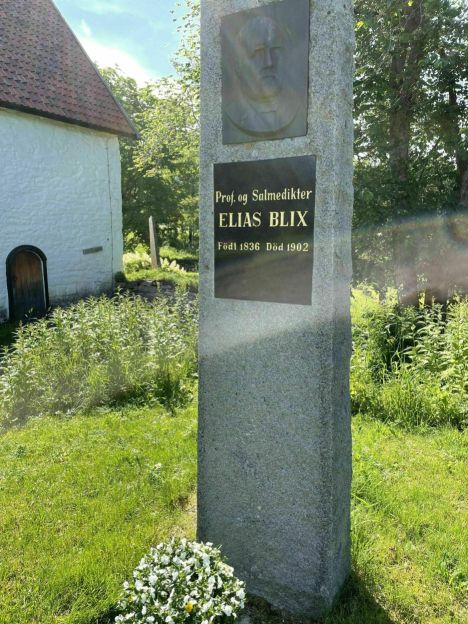 Prof. og Salmedikter
ELIAS BLIX
Född 1836 Död 1902